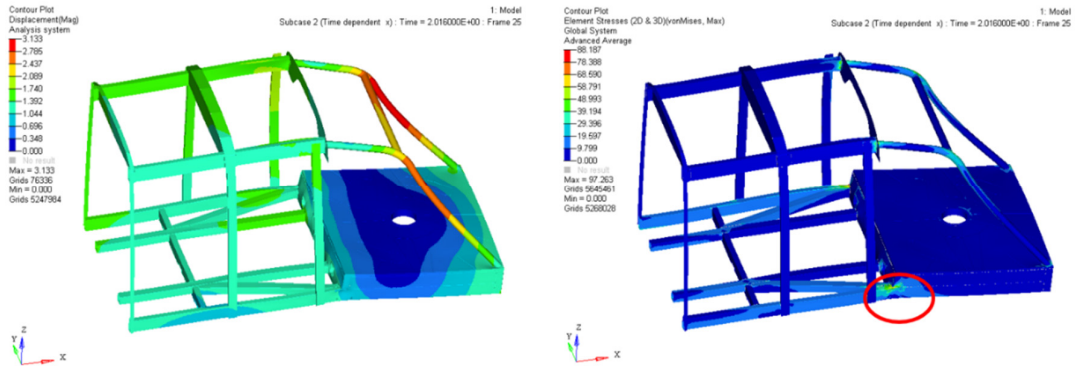 Contour Plot
Displacement(Mag)
Analysis system
3.133
2.785
2.437
2.089
1.740
1.392
1.044
0.696
0.348
0.000
No result
Max = 3.133
Grids 76336
Min = 0.000
Grids 5247984
1: Model
Subcase 2 (Time dependent x) : Time = 2.016000E+00 : Frame 25
Z
Y
X
Contour Plot
Element Stresses (2D & 3D)(vonMises, Max)
Global System
Advanced Average
88.187
78.388
68.590
58.791
48.993
39.194
29.396
19.597
9.799
0.000
No result
Max = 97.263
Grids 5645461
Min = 0.000
Grids 5268028
1: Model
Subcase 2 (Time dependent x) : Time = 2.016000E+00 : Frame 25
Z
Y
X